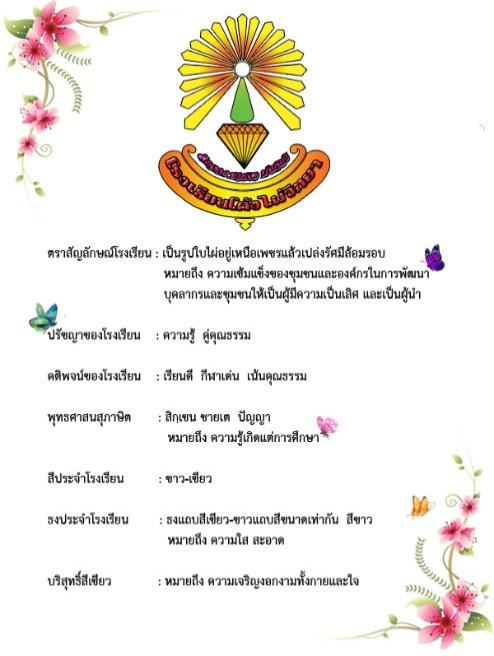 โรงเรียนโค้งไผ่วิทยา
ตราสัญลักษณ์โรงเรียน : เป็นรูปใบไผ่อยู่เหนือเพชรแล้วเปล่งรัศมีล้อมรอบ
หมายถึง ความเข้มแข็งของชุมชนและองค์กรในการพัฒนา
บุคลากรและชุมชนให้เป็นผู้มีความเป็นเลิศ และเป็นผู้นำ
ปรัชญาของโรงเรียน : ความรู้ คู่คุณธรรม
คติพจน์ของโรงเรียน : เรียนดี กีฬาเด่น เน้นคุณธรรม
พุทธศาสนสุภาษิต : สิกฺเขน ชายเต ปัญญา
หมายถึง ความรู้เกิดแต่การศึกษา
สีประจำโรงเรียน : ขาว-เขียว
ธงประจำโรงเรียน : ธงแถบสีเขียว-ขาวแถบสีขนาดเท่ากัน สีขาว
หมายถึง ความใส สะอาด
บริสุทธิ์สีเขียว : หมายถึง ความเจริญงอกงามทั้งกายและใจ